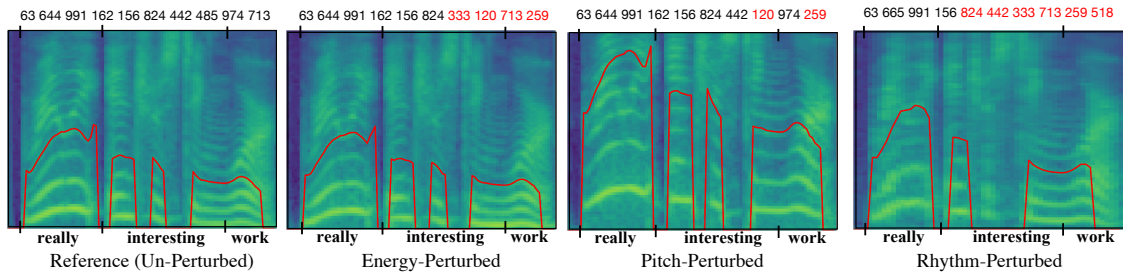 63 644 991 162 156 824 442 485 974 713
63 644 991 162 156 824 333 120 713 259
63 644 991 162 156 824 442 120 974 259
63 665 991 156 824 442 333 713 259 518
really interesting work
really interesting work
really interesting work
really interesting work
Reference (Un-Perturbed)
Energy-Perturbed
Pitch-Perturbed
Rhythm-Perturbed